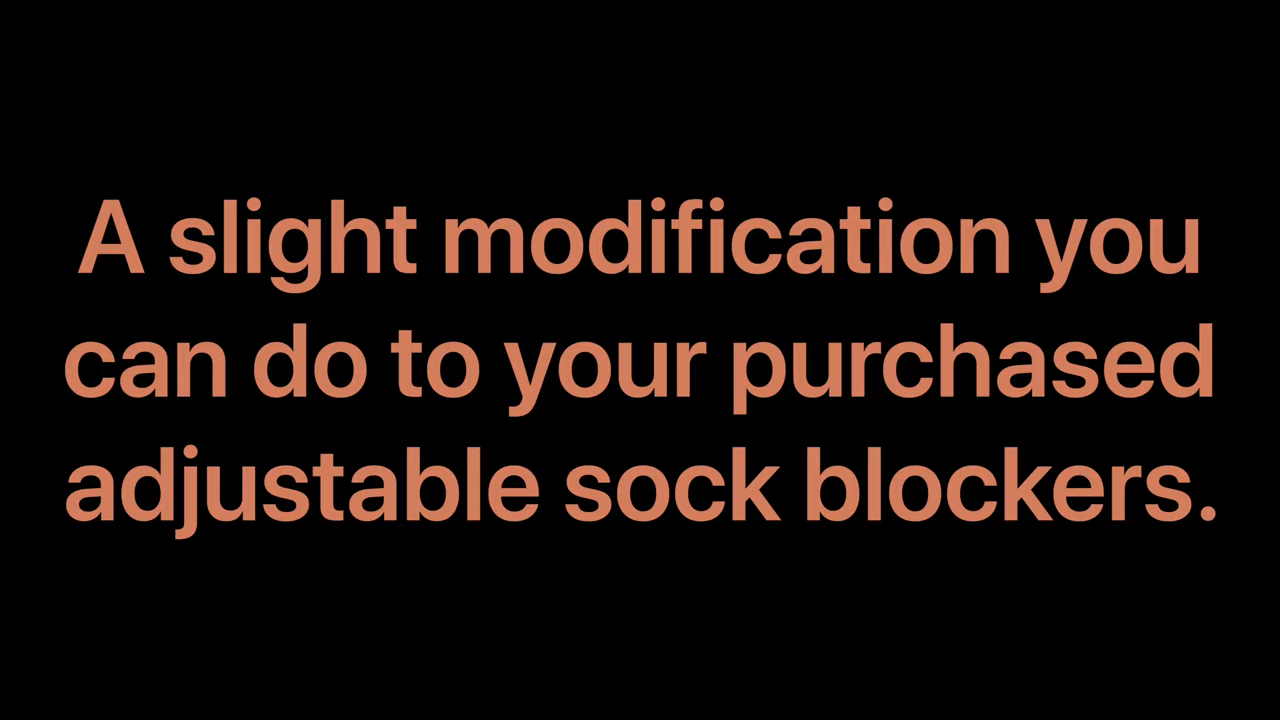 A slight modification you
can do to your purchased
adjustable sock blockers.